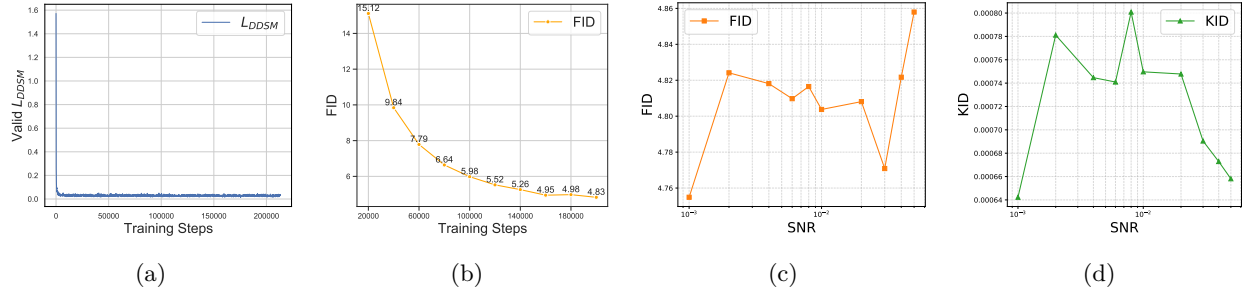 1.6
1.4
1.2
1.0
0.8
0.6
0.4
0.2
0.0
Valid L_DDSM
L_DDSM
0 50000 100000 150000 200000
Training Steps
(a)
14
12
10
8
6
FID
FID
15.12
9.84
7.79
6.64
5.98
5.52
5.26
4.95
4.98
4.83
20000 60000 100000 140000 180000
Training Steps
(b)
4.86
4.84
4.82
4.80
4.78
4.76
FID
FID
10⁻³ 10⁻²
SNR
(c)
0.00080
0.00078
0.00076
0.00074
0.00072
0.00070
0.00068
0.00066
0.00064
KID
KID
10⁻³ 10⁻²
SNR
(d)